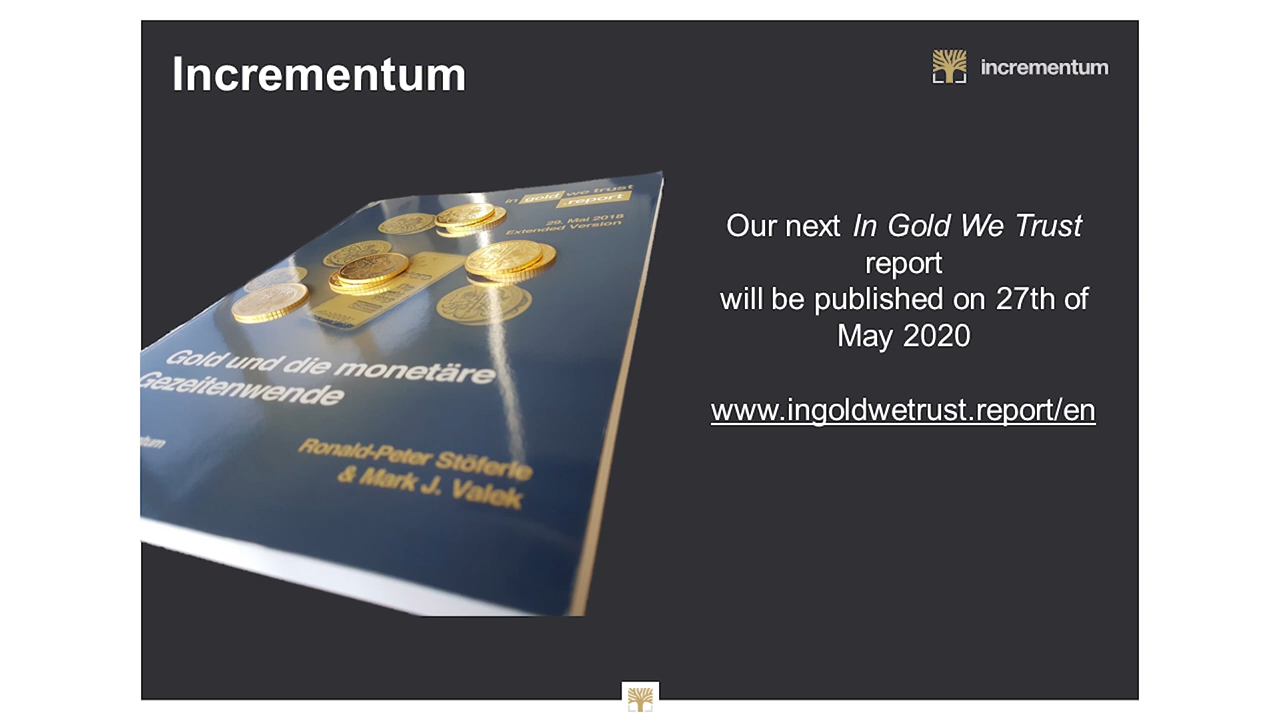 Incrementum
incrementum
in gold we trust
.report
29. Mai 2018
Extended Version
Gold und die monetäre
Gezeitenwende
Ronald-Peter Stöferle
& Mark J. Valek
Our next In Gold We Trust
report
will be published on 27th of
May 2020
www.ingoldwetrust.report/en